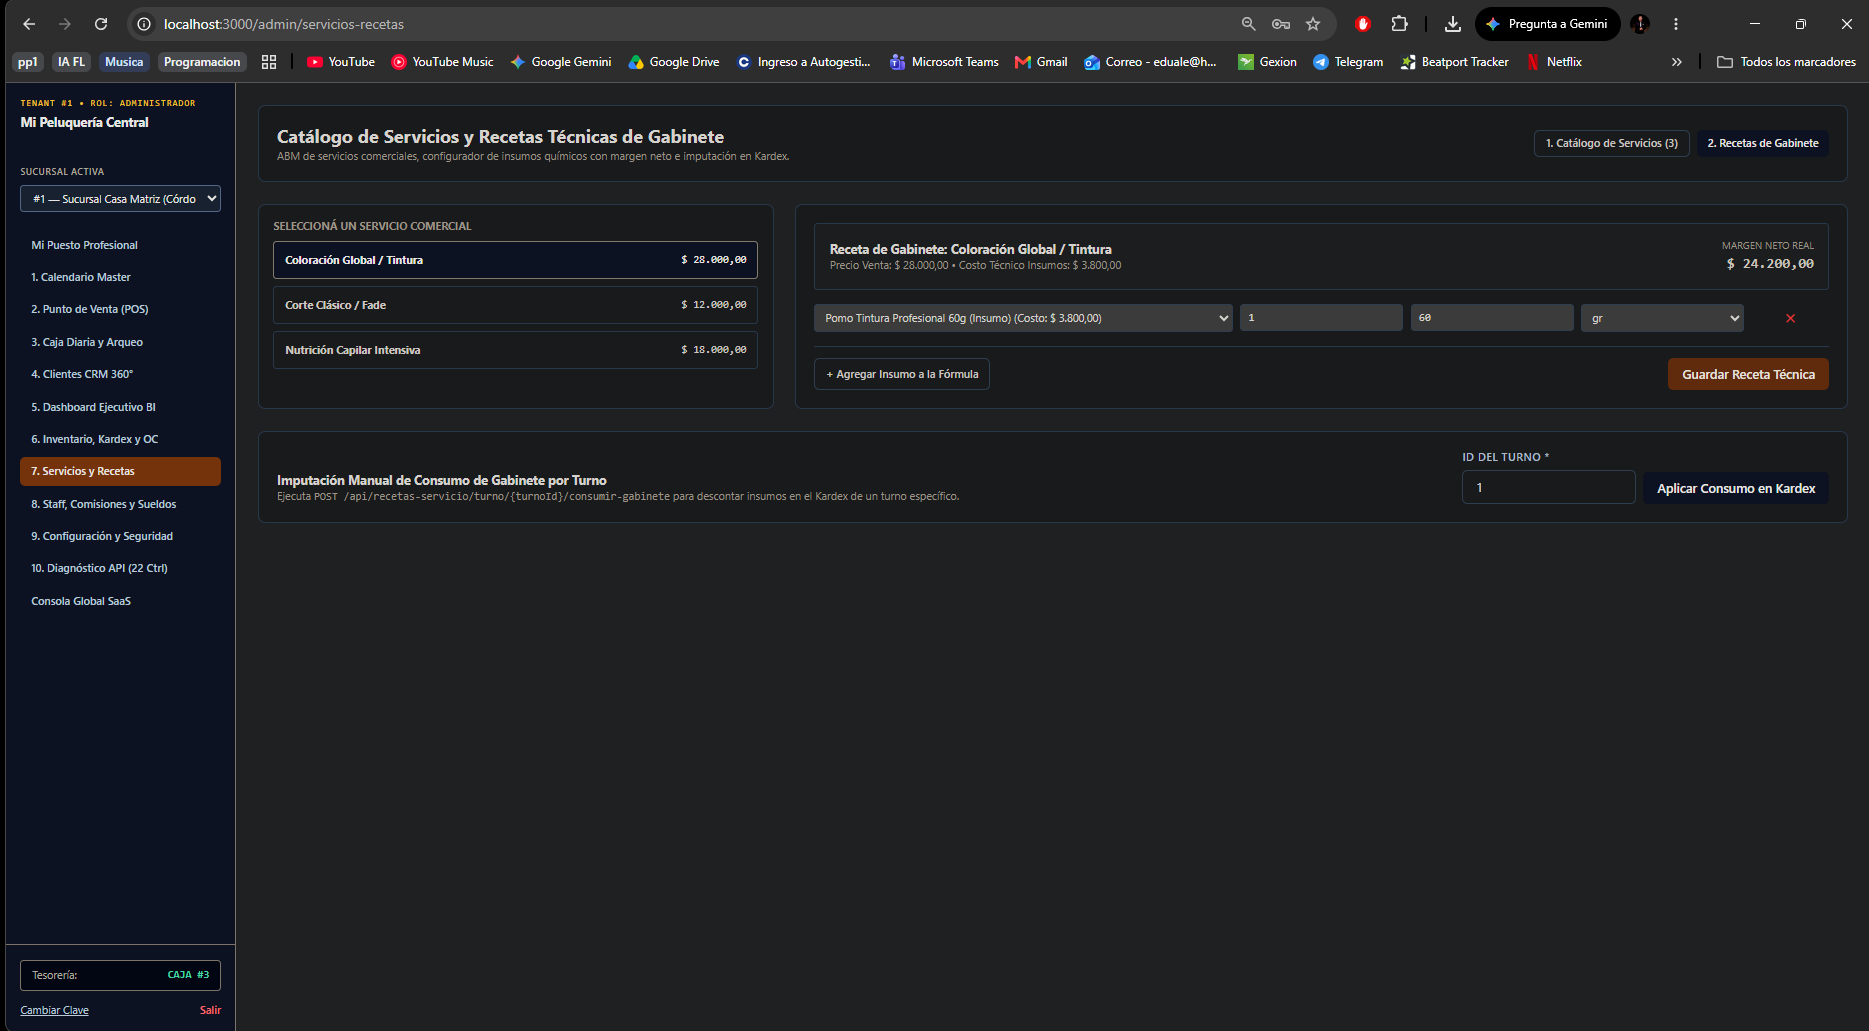 localhost:3000/admin/servicios-recetas
Pregunta a Gemini
pp1
IA FL
Musica
Programacion
YouTube
YouTube Music
Google Gemini
Google Drive
Ingreso a Autogesti...
Microsoft Teams
Gmail
Correo - eduale@h...
Gexion
Telegram
Beatport Tracker
Netflix
»
Todos los marcadores
TENANT #1 • ROL: ADMINISTRADOR
Mi Peluquería Central
SUCURSAL ACTIVA
#1 — Sucursal Casa Matriz (Córdo
Mi Puesto Profesional
1. Calendario Master
2. Punto de Venta (POS)
3. Caja Diaria y Arqueo
4. Clientes CRM 360°
5. Dashboard Ejecutivo BI
6. Inventario, Kardex y OC
7. Servicios y Recetas
8. Staff, Comisiones y Sueldos
9. Configuración y Seguridad
10. Diagnóstico API (22 Ctrl)
Consola Global SaaS
Tesorería:
CAJA #3
Cambiar Clave
Salir
Catálogo de Servicios y Recetas Técnicas de Gabinete
ABM de servicios comerciales, configurador de insumos químicos con margen neto e imputación en Kardex.
1. Catálogo de Servicios (3)
2. Recetas de Gabinete
SELECCIONÁ UN SERVICIO COMERCIAL
Coloración Global / Tintura
$ 28.000,00
Corte Clásico / Fade
$ 12.000,00
Nutrición Capilar Intensiva
$ 18.000,00
Receta de Gabinete: Coloración Global / Tintura
Precio Venta: $ 28.000,00 • Costo Técnico Insumos: $ 3.800,00
MARGEN NETO REAL
$ 24.200,00
Pomo Tintura Profesional 60g (Insumo) (Costo: $ 3.800,00)
1
60
gr
✕
+ Agregar Insumo a la Fórmula
Guardar Receta Técnica
Imputación Manual de Consumo de Gabinete por Turno
Ejecuta POST /api/recetas-servicio/turno/{turnoId}/consumir-gabinete para descontar insumos en el Kardex de un turno específico.
ID DEL TURNO *
1
Aplicar Consumo en Kardex